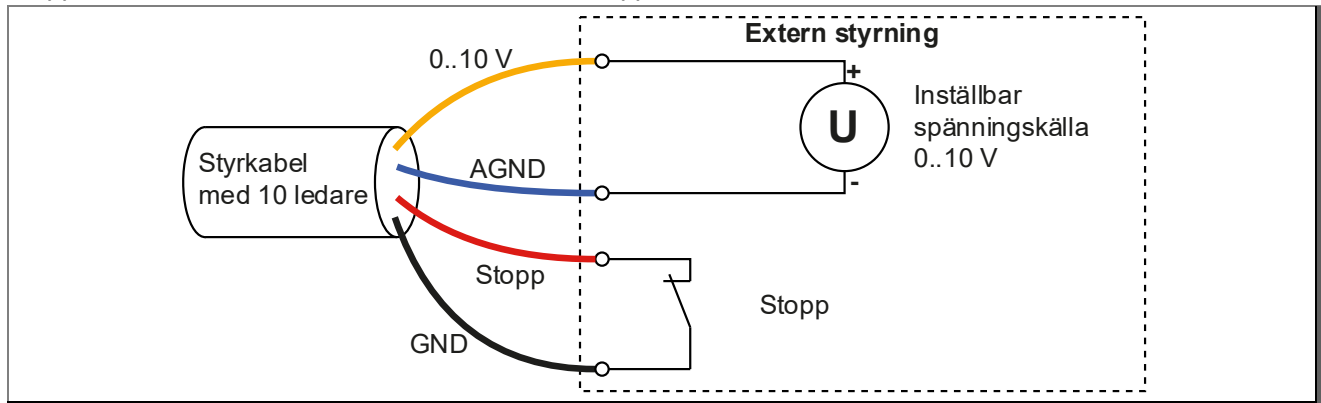 Extern styrning
0..10 V
+
U
Inställbar
spänningskälla
0..10 V
Styrkabel
med 10 ledare
AGND
-
Stopp
Stopp
GND